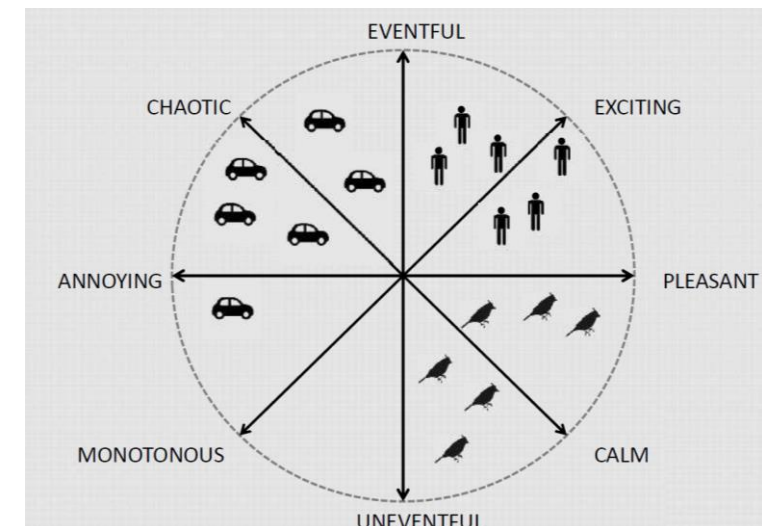 EVENTFUL
CHAOTIC
EXCITING
ANNOYING
PLEASANT
MONOTONOUS
CALM
UNEVENTFUL